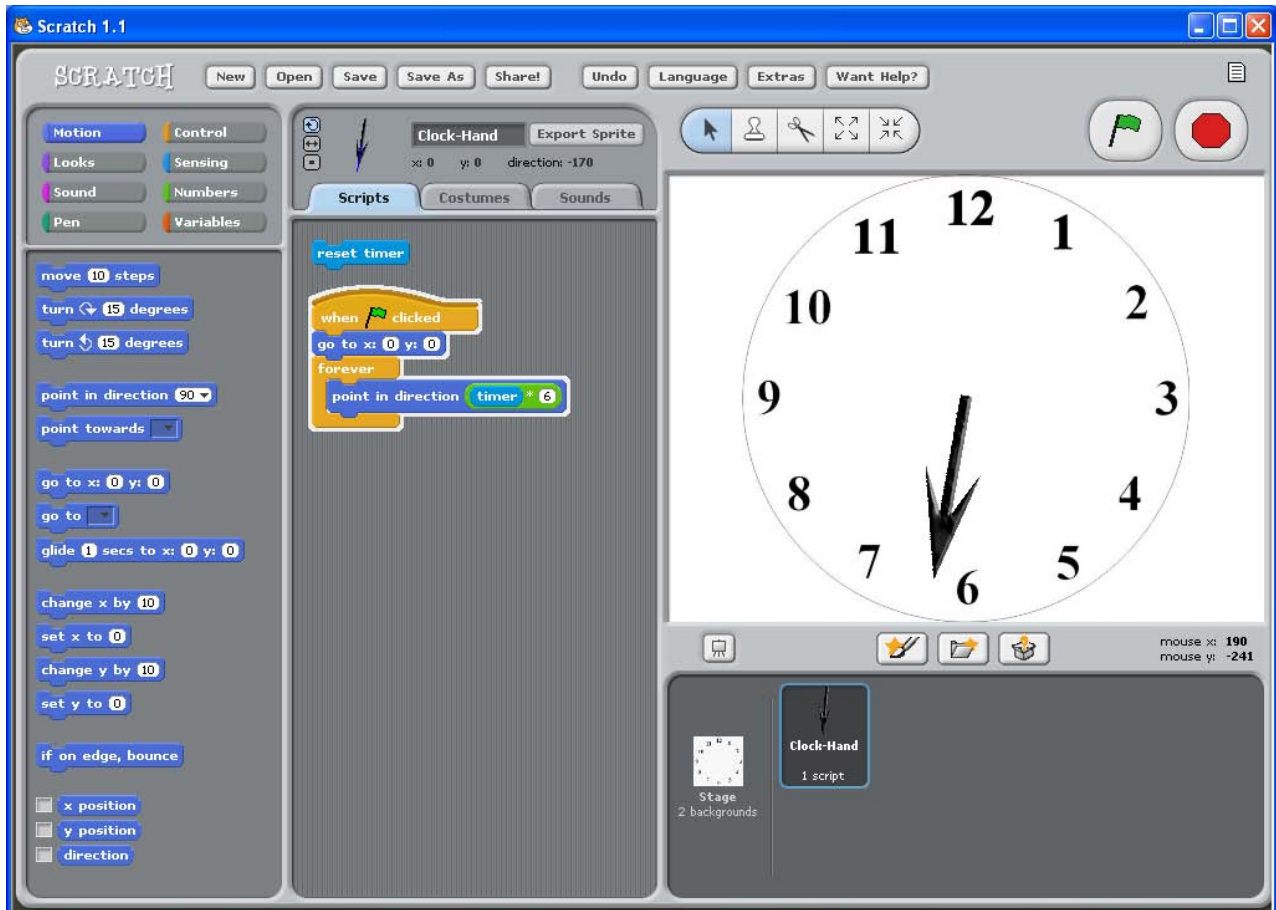 Scratch 1.1
SCRATCH New Open Save Save As Share! Undo Language Extras Want Help?
Motion Control
Looks Sensing
Sound Numbers
Pen Variables
move 10 steps
turn 15 degrees
turn 15 degrees
point in direction 90
point towards
go to x: 0 y: 0
go to
glide 1 secs to x: 0 y: 0
change x by 10
set x to 0
change y by 10
set y to 0
if on edge, bounce
x position
y position
direction
Clock-Hand Export Sprite
x: 0 y: 0 direction: -170
Scripts Costumes Sounds
reset timer
when clicked
go to x: 0 y: 0
forever
point in direction timer * 6
12
11 1
10 2
9 3
8 4
7 5
6
mouse x: 190
mouse y: -241
Stage
2 backgrounds
Clock-Hand
1 script